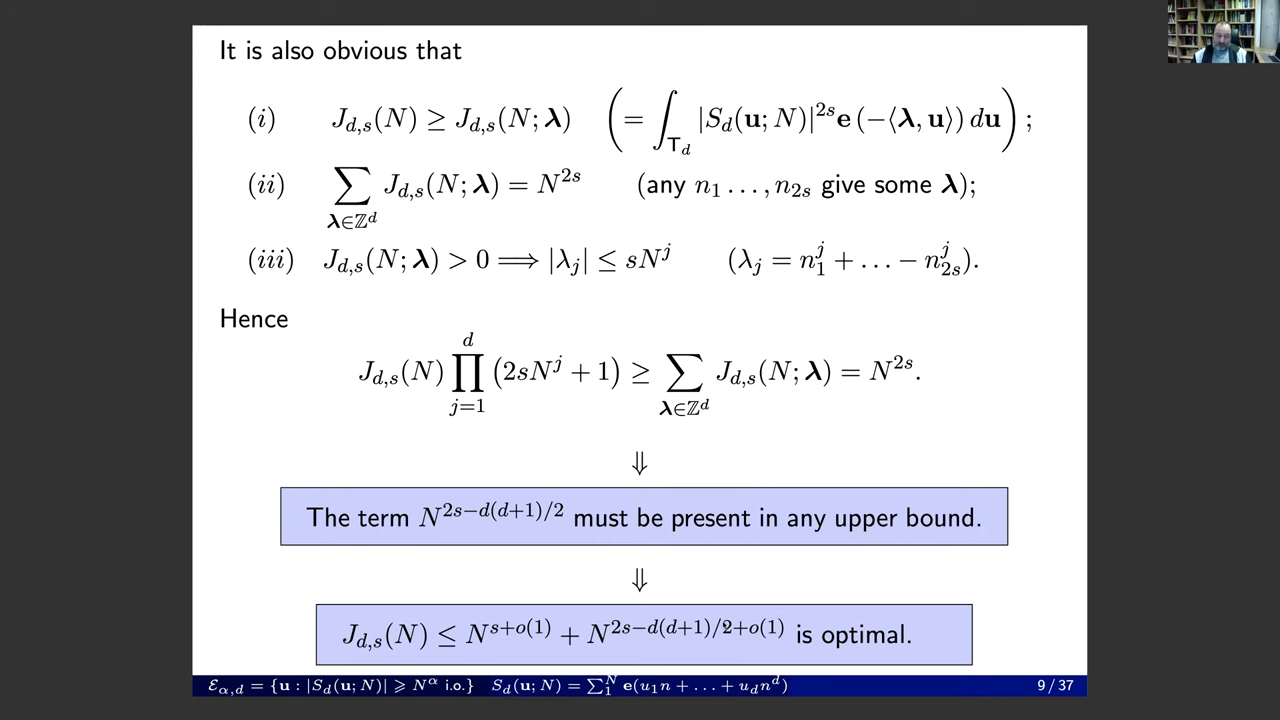 It is also obvious that
(i) J_{d,s}(N) ≥ J_{d,s}(N; λ) ( = ∫_{T_d} |S_d(u; N)|^{2s} e (−⟨λ, u⟩) du ) ;
(ii) ∑_{λ∈ℤ^d} J_{d,s}(N; λ) = N^{2s} (any n_1 . . . , n_{2s} give some λ);
(iii) J_{d,s}(N; λ) > 0 ⟹ |λ_j| ≤ sN^j (λ_j = n_1^j + . . . − n_{2s}^j).
Hence
J_{d,s}(N) ∏_{j=1}^{d} (2sN^j + 1) ≥ ∑_{λ∈ℤ^d} J_{d,s}(N; λ) = N^{2s}.
⇓
The term N^{2s−d(d+1)/2} must be present in any upper bound.
⇓
J_{d,s}(N) ≤ N^{s+o(1)} + N^{2s−d(d+1)/2+o(1)} is optimal.
ℰ_{α,d} = {u : |S_d(u; N)| ⩾ N^α i.o.} S_d(u; N) = ∑_1^N e(u_1 n + . . . + u_d n^d) 9 / 37